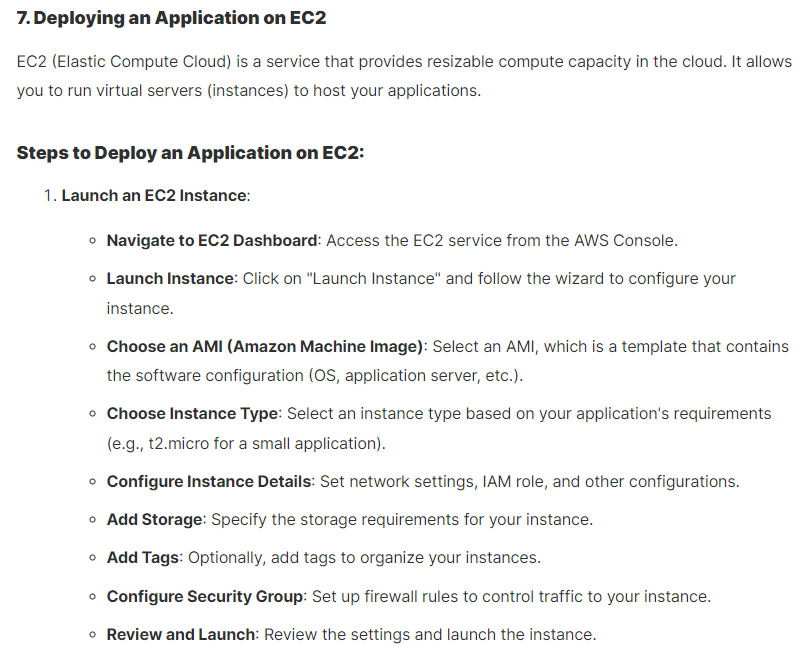 7. Deploying an Application on EC2
EC2 (Elastic Compute Cloud) is a service that provides resizable compute capacity in the cloud. It allows
you to run virtual servers (instances) to host your applications.
Steps to Deploy an Application on EC2:
1. Launch an EC2 Instance:
◦ Navigate to EC2 Dashboard: Access the EC2 service from the AWS Console.
◦ Launch Instance: Click on "Launch Instance" and follow the wizard to configure your
instance.
◦ Choose an AMI (Amazon Machine Image): Select an AMI, which is a template that contains
the software configuration (OS, application server, etc.).
◦ Choose Instance Type: Select an instance type based on your application's requirements
(e.g., t2.micro for a small application).
◦ Configure Instance Details: Set network settings, IAM role, and other configurations.
◦ Add Storage: Specify the storage requirements for your instance.
◦ Add Tags: Optionally, add tags to organize your instances.
◦ Configure Security Group: Set up firewall rules to control traffic to your instance.
◦ Review and Launch: Review the settings and launch the instance.